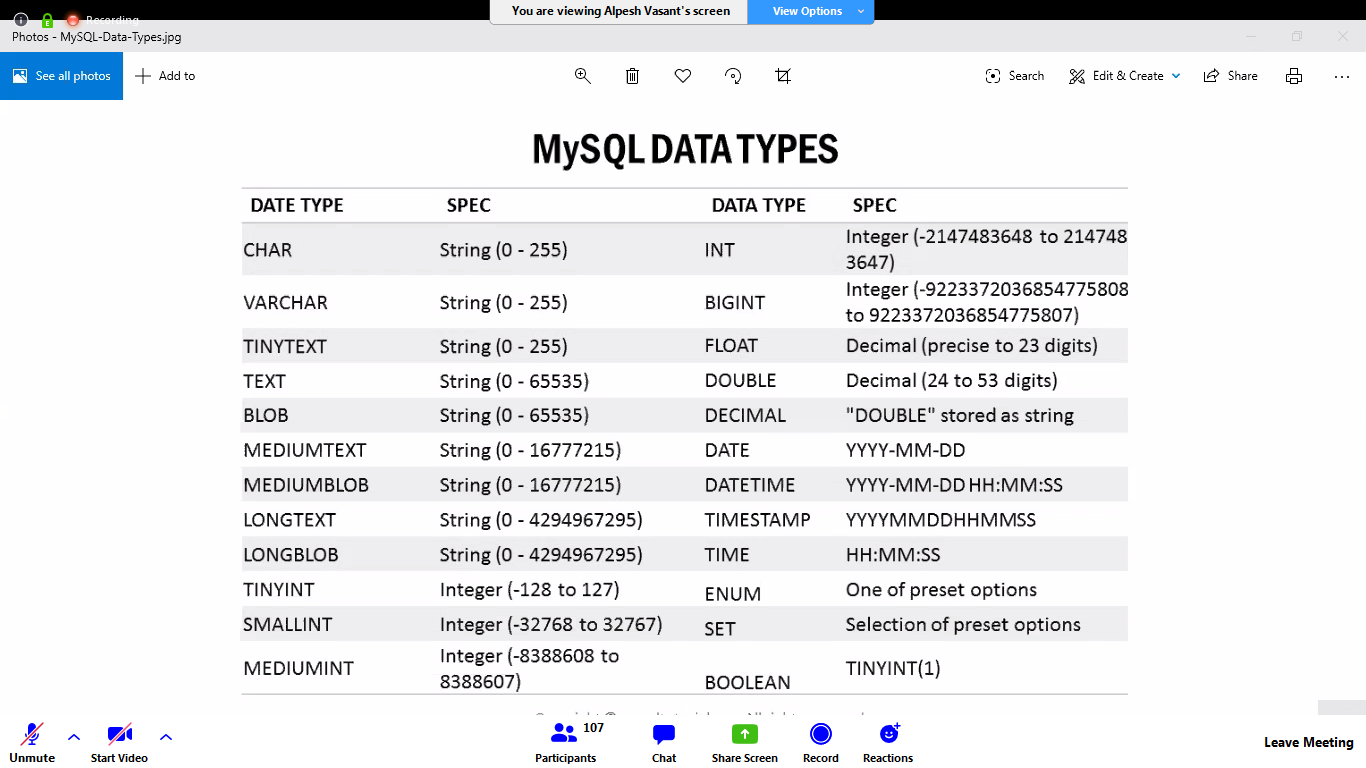 Recording
You are viewing Alpesh Vasant's screen
View Options
Photos - MySQL-Data-Types.jpg
See all photos
Add to
Search
Edit & Create
Share
MySQL DATA TYPES
DATE TYPE SPEC DATA TYPE SPEC
CHAR String (0 - 255) INT Integer (-2147483648 to 214748
3647)
VARCHAR String (0 - 255) BIGINT Integer (-9223372036854775808
to 9223372036854775807)
TINYTEXT String (0 - 255) FLOAT Decimal (precise to 23 digits)
TEXT String (0 - 65535) DOUBLE Decimal (24 to 53 digits)
BLOB String (0 - 65535) DECIMAL "DOUBLE" stored as string
MEDIUMTEXT String (0 - 16777215) DATE YYYY-MM-DD
MEDIUMBLOB String (0 - 16777215) DATETIME YYYY-MM-DD HH:MM:SS
LONGTEXT String (0 - 4294967295) TIMESTAMP YYYYMMDDHHMMSS
LONGBLOB String (0 - 4294967295) TIME HH:MM:SS
TINYINT Integer (-128 to 127) ENUM One of preset options
SMALLINT Integer (-32768 to 32767) SET Selection of preset options
MEDIUMINT Integer (-8388608 to
8388607) BOOLEAN TINYINT(1)
Unmute
Start Video
107
Participants
Chat
Share Screen
Record
Reactions
Leave Meeting